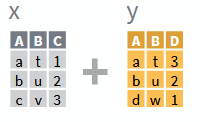 x y
A B C A B D
a t 1 + a t 3
b u 2 b u 2
c v 3 d w 1